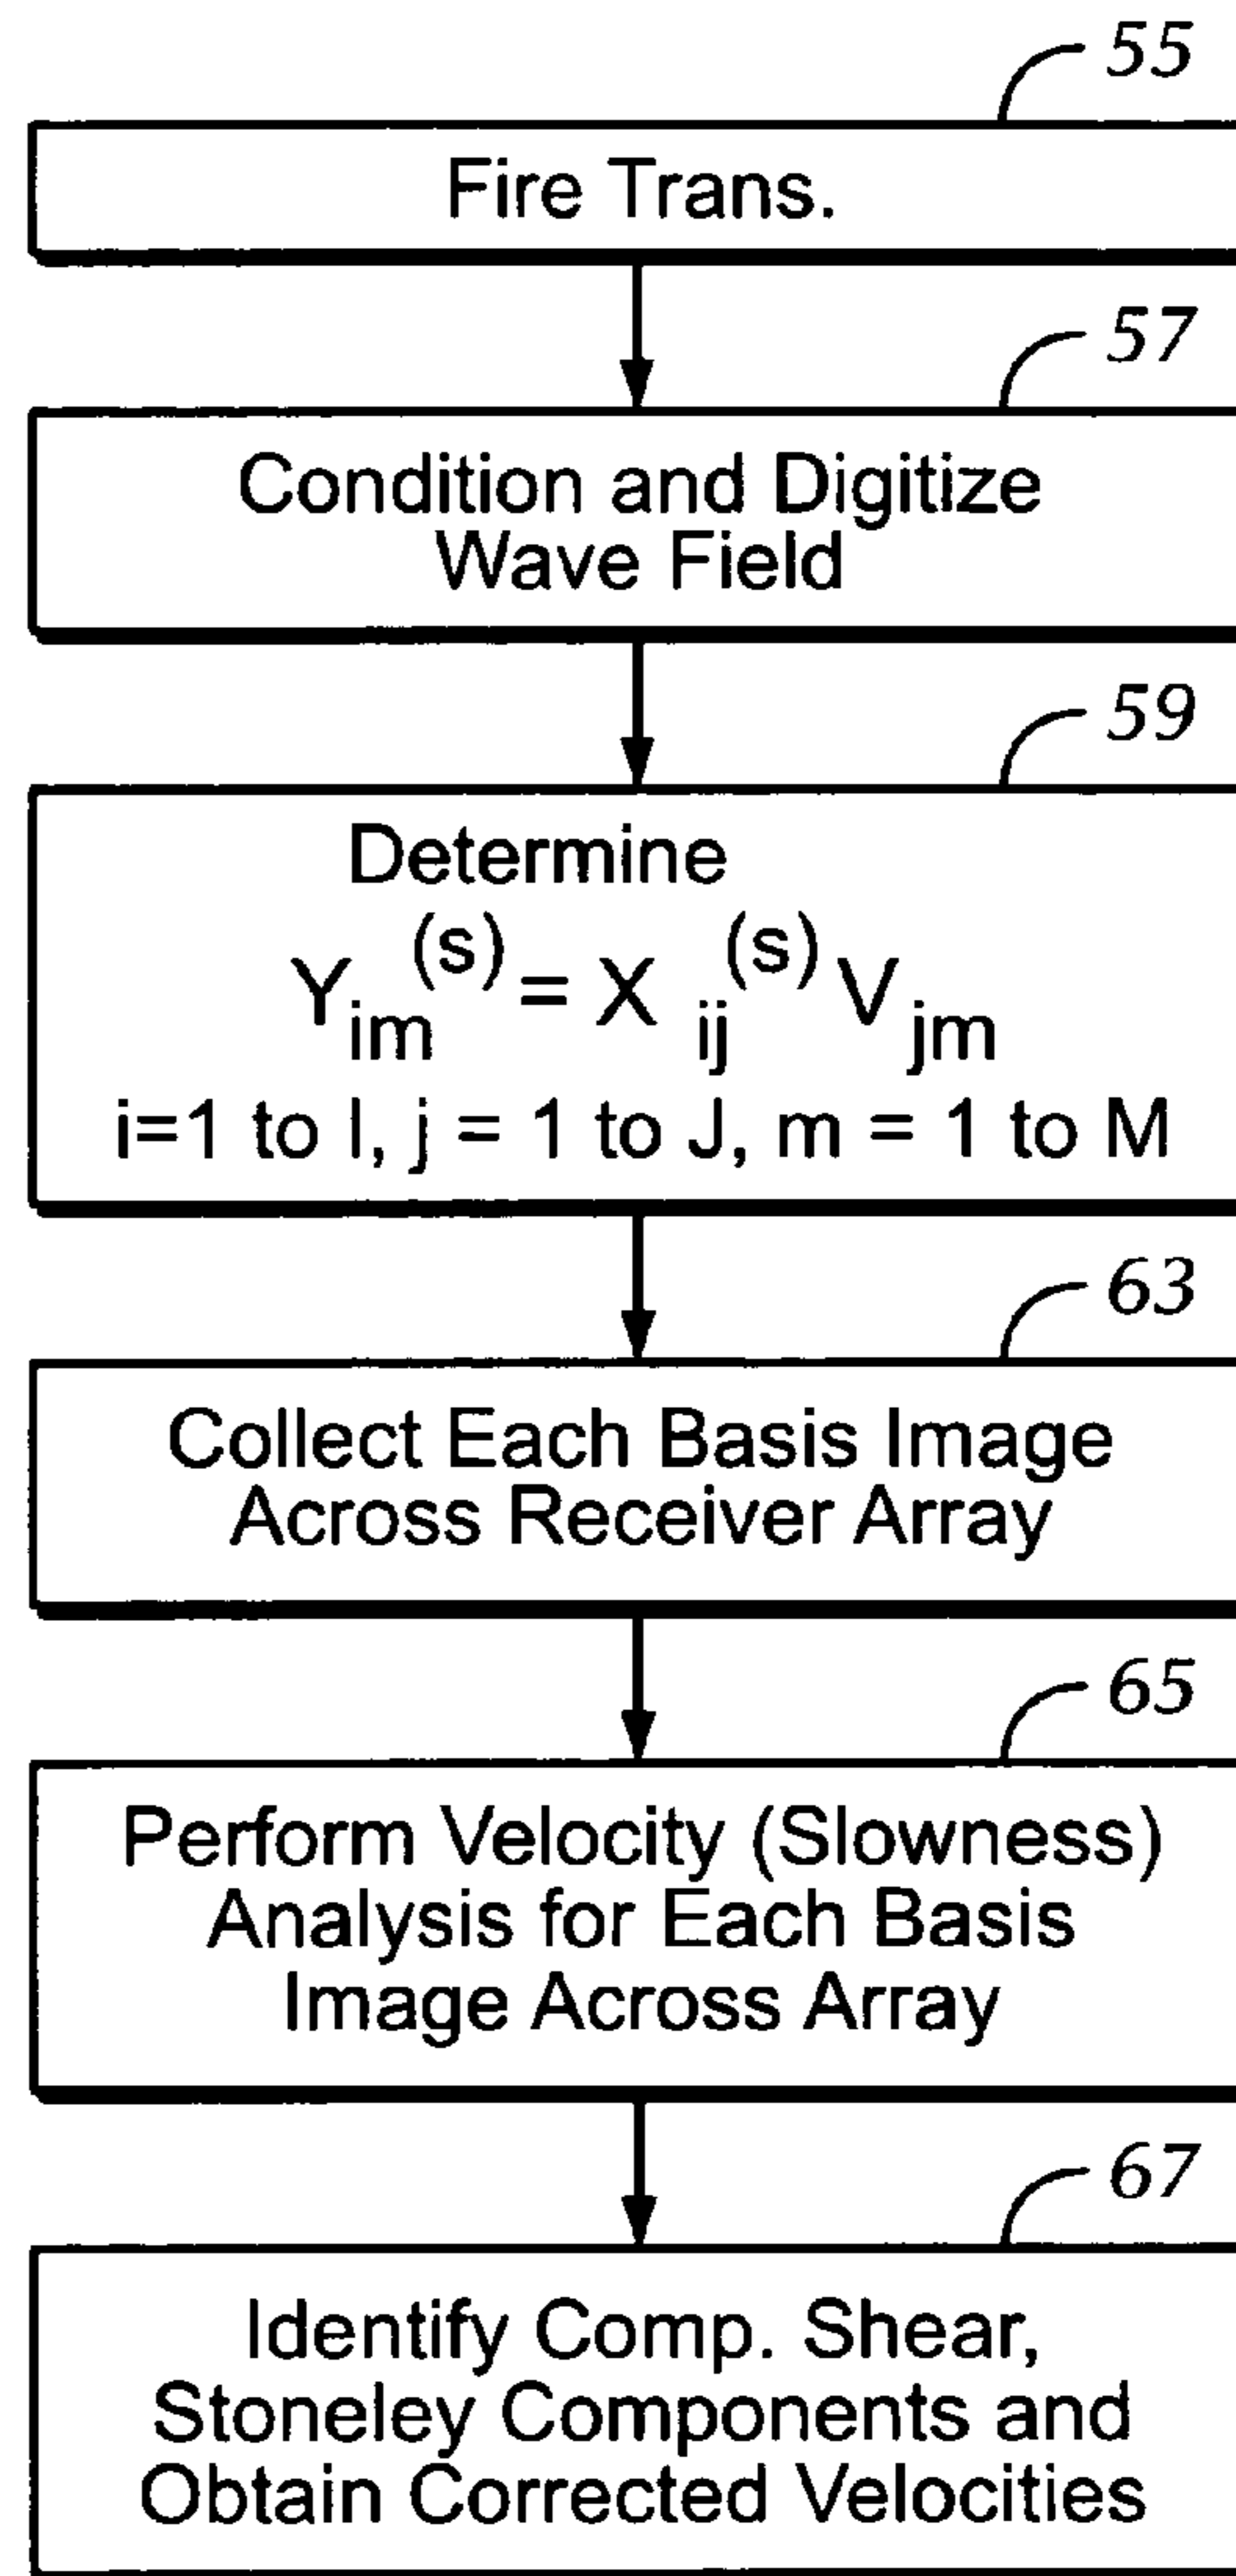 55
Fire Trans.
57
Condition and Digitize
Wave Field
59
Determine
Y_im^(s) = X_ij^(s) V_jm
i=1 to I, j = 1 to J, m = 1 to M
63
Collect Each Basis Image
Across Receiver Array
65
Perform Velocity (Slowness)
Analysis for Each Basis
Image Across Array
67
Identify Comp. Shear,
Stoneley Components and
Obtain Corrected Velocities